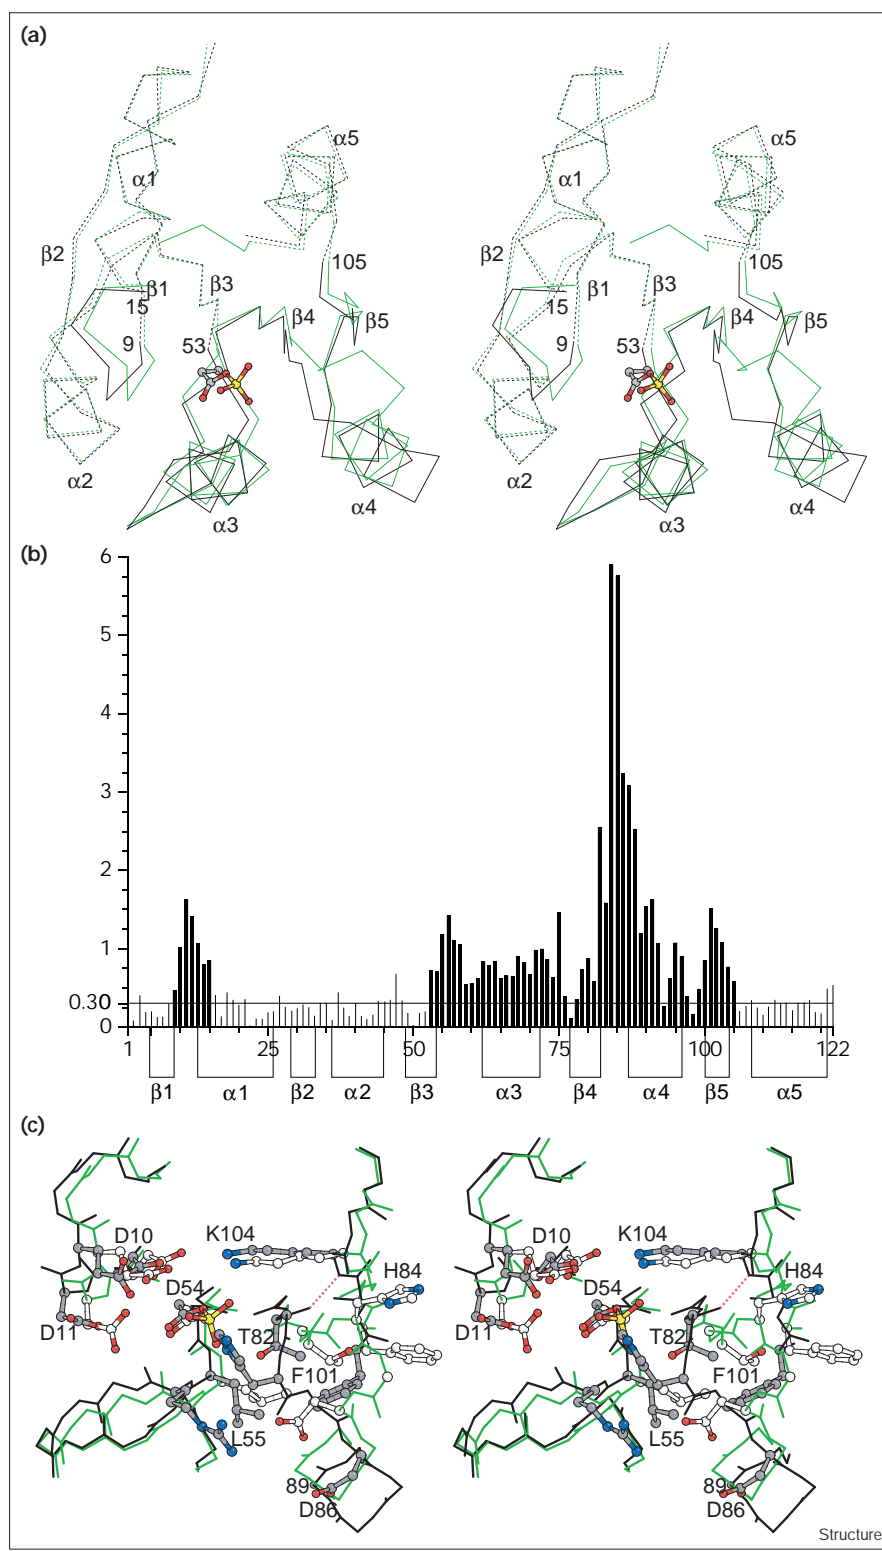 (a)
α5 α5
α1 α1
β2 β2
105 105
β1 β3 β1 β3
15 15
β4 β5 β4 β5
9 53 9 53
α2 α2
α3 α4 α3 α4
(b)
6
5
4
3
2
1
0.30
0
1 25 50 75 100 122
β1 α1 β2 α2 β3 α3 β4 α4 β5 α5
(c)
D10 K104 D10 K104
H84 H84
D54 D54
D11 T82 D11 T82
F101 F101
L55 L55
89 89
D86 D86
Structure